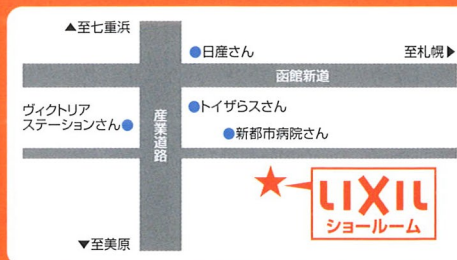 ▲至七重浜
●日産さん
至札幌▶
函館新道
ヴィクトリア
ステーションさん●
産業道路
●トイザらスさん
●新都市病院さん
★
LIXIL
ショールーム
▼至美原